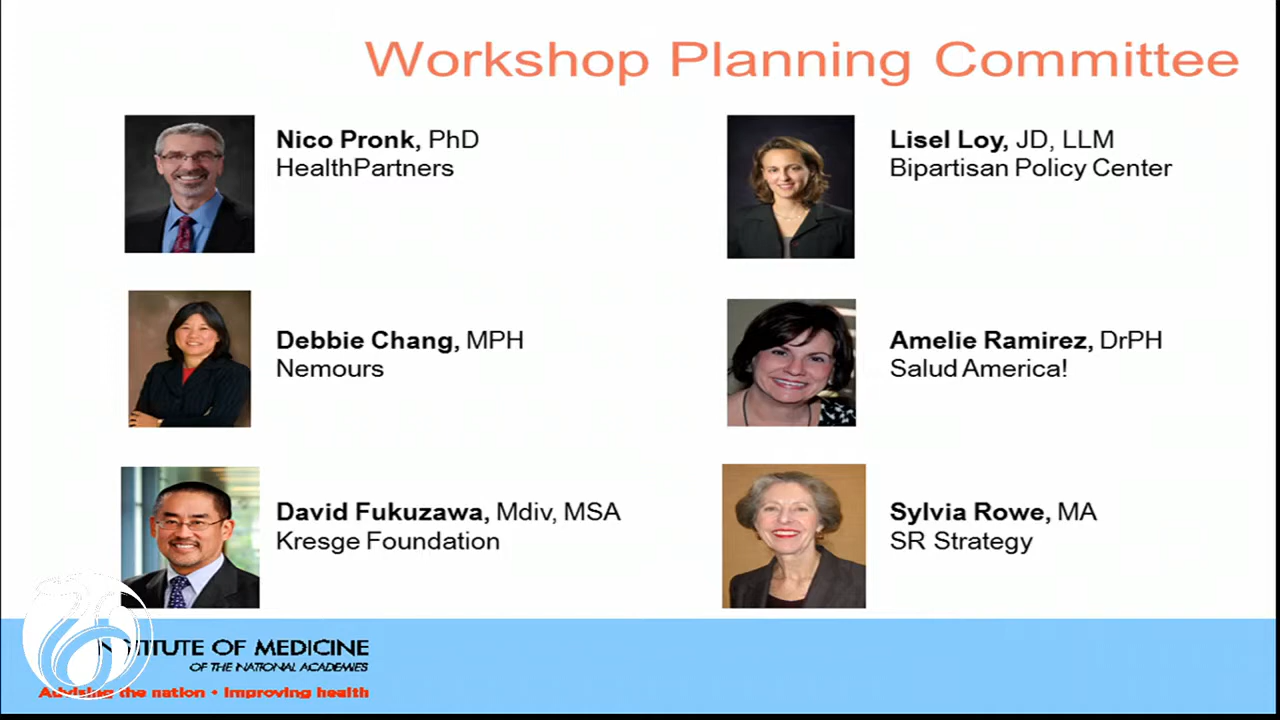 Workshop Planning Committee
Nico Pronk, PhD
HealthPartners
Lisel Loy, JD, LLM
Bipartisan Policy Center
Debbie Chang, MPH
Nemours
Amelie Ramirez, DrPH
Salud America!
David Fukuzawa, Mdiv, MSA
Kresge Foundation
Sylvia Rowe, MA
SR Strategy
INSTITUTE OF MEDICINE
OF THE NATIONAL ACADEMIES
Advising the nation • Improving health